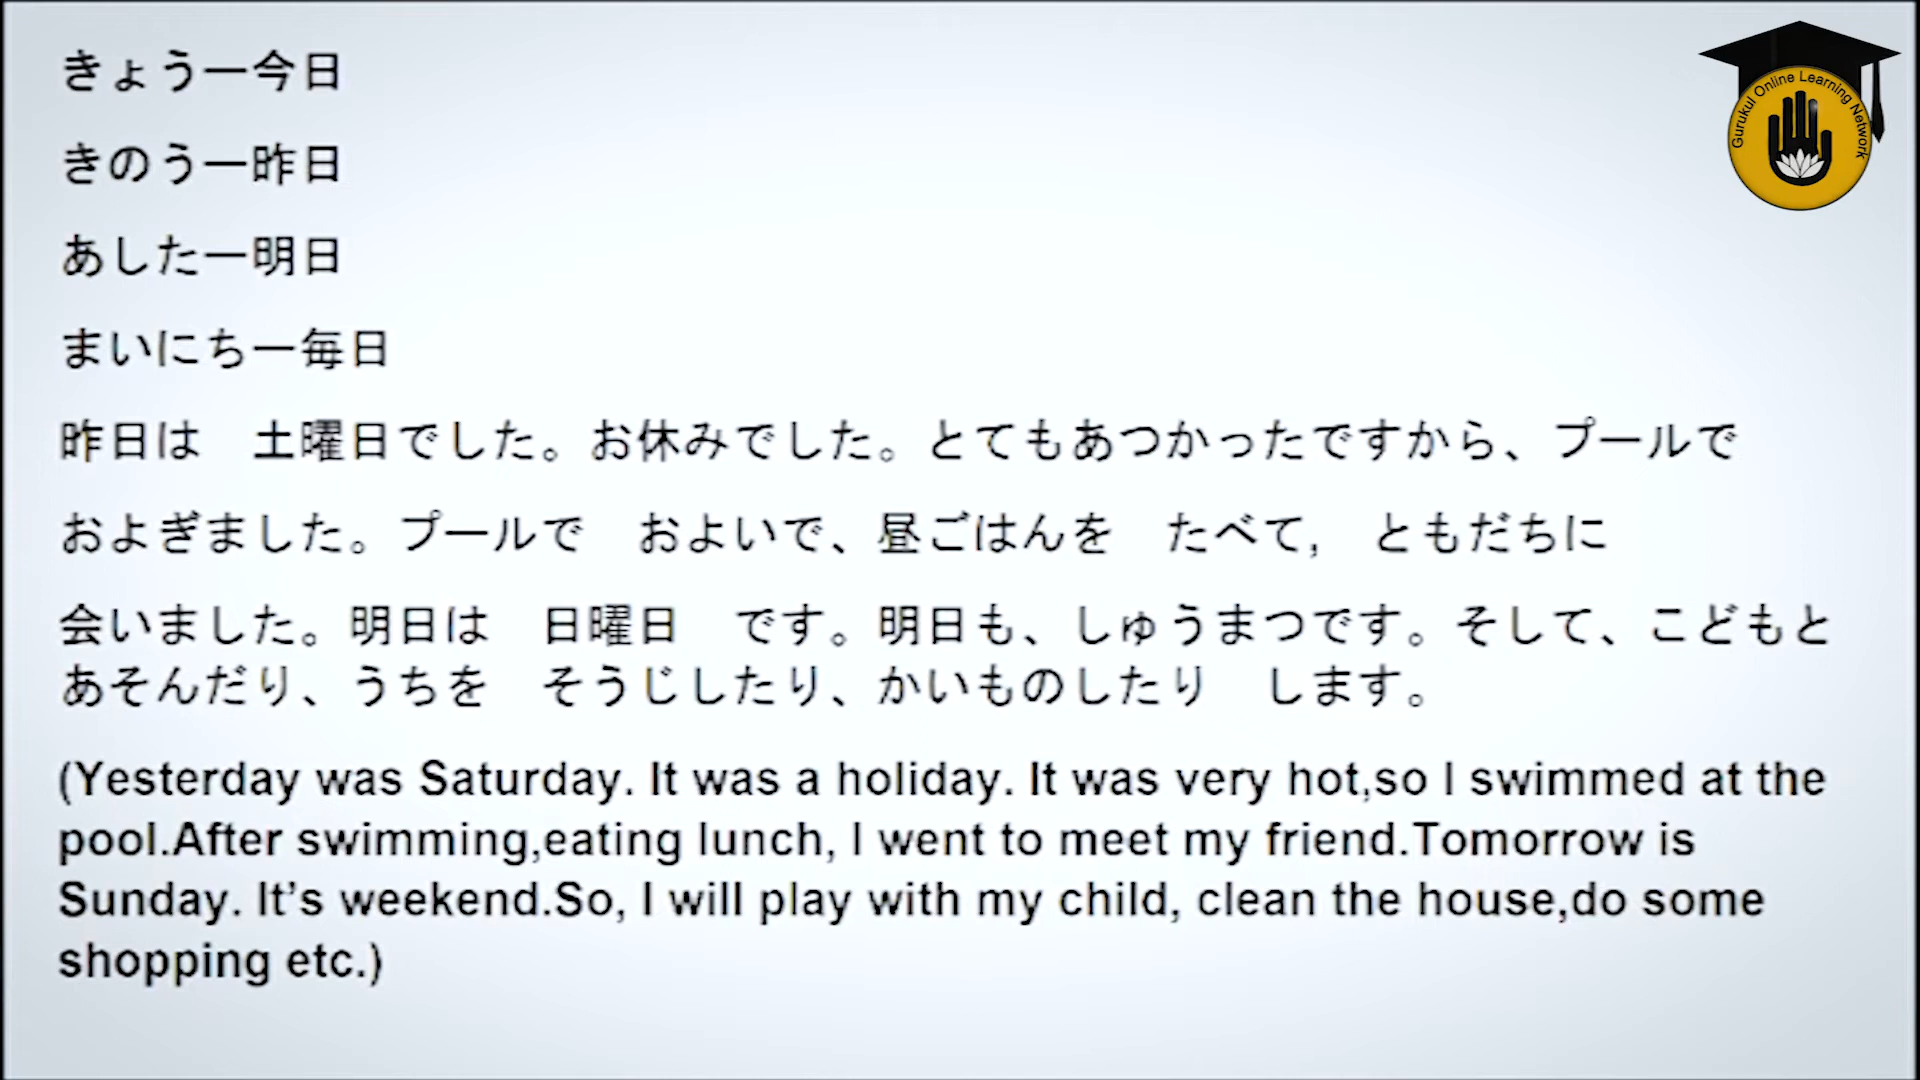 きょう一今日
きのう一昨日
あした一明日
まいにち一毎日
昨日は　土曜日でした。お休みでした。とてもあつかったですから、プールで
およぎました。プールで　およいで、昼ごはんを　たべて,　ともだちに
会いました。明日は　日曜日　です。明日も、しゅうまつです。そして、こどもと
あそんだり、うちを　そうじしたり、かいものしたり　します。
(Yesterday was Saturday. It was a holiday. It was very hot,so I swimmed at the
pool.After swimming,eating lunch, I went to meet my friend.Tomorrow is
Sunday. It’s weekend.So, I will play with my child, clean the house,do some
shopping etc.)
Gurukul Online Learning Network